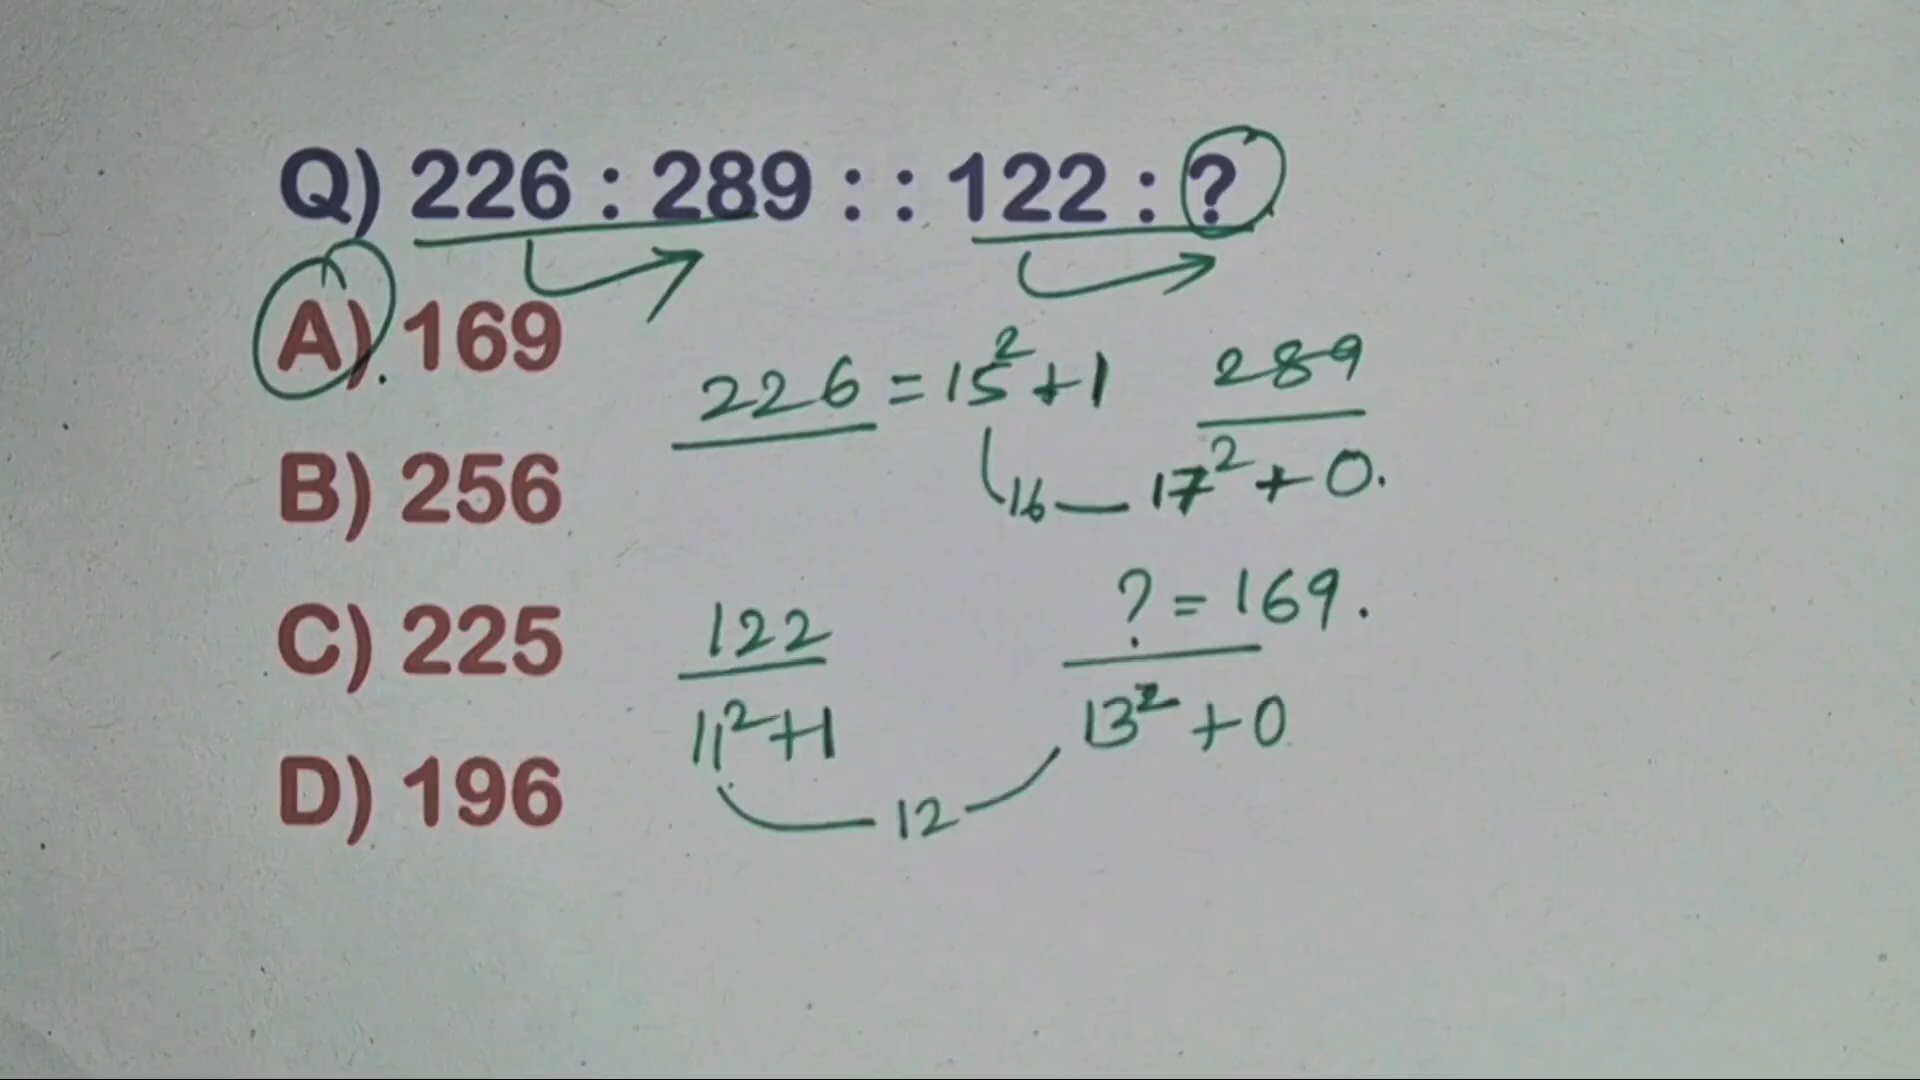 Q) 226 : 289 : : 122 : ?
A) 169
B) 256
C) 225
D) 196
226 = 15² + 1
289
16
17² + 0.
122
11² + 1
? = 169.
13² + 0
12